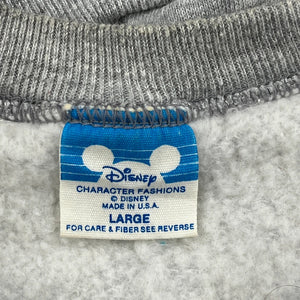 Disney
CHARACTER FASHIONS
© DISNEY
MADE IN U.S.A.
LARGE
FOR CARE & FIBER SEE REVERSE